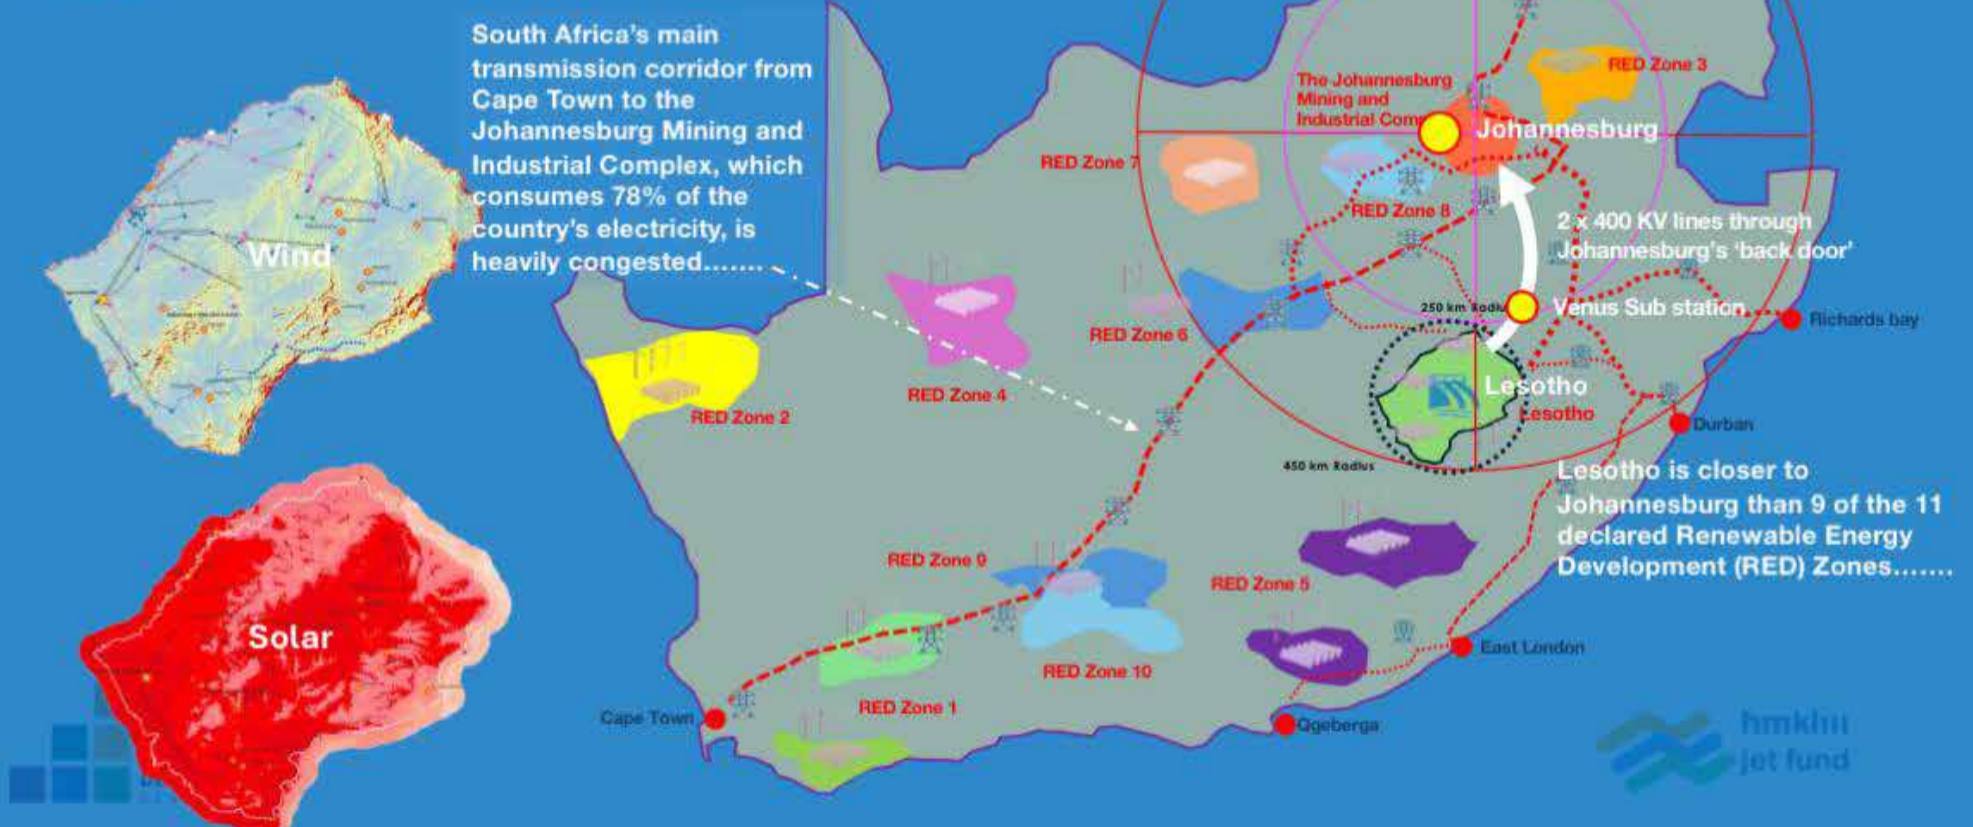 South Africa's main
transmission corridor from
Cape Town to the
Johannesburg Mining and
Industrial Complex, which
consumes 78% of the
country's electricity, is
heavily congested.......
Wind
Solar
The Johannesburg
Mining and
Industrial Comp
Johannesburg
RED Zone 3
RED Zone 7
RED Zone 8
2 x 400 KV lines through
Johannesburg's 'back door'
250 km Radiu
Venus Sub station
Richards bay
RED Zone 6
RED Zone 4
RED Zone 2
Lesotho
Lesotho
Durban
450 km Radius
Lesotho is closer to
Johannesburg than 9 of the 11
declared Renewable Energy
Development (RED) Zones.......
RED Zone 9
RED Zone 5
RED Zone 10
East London
RED Zone 1
Cape Town
Qgeberga
jet fund